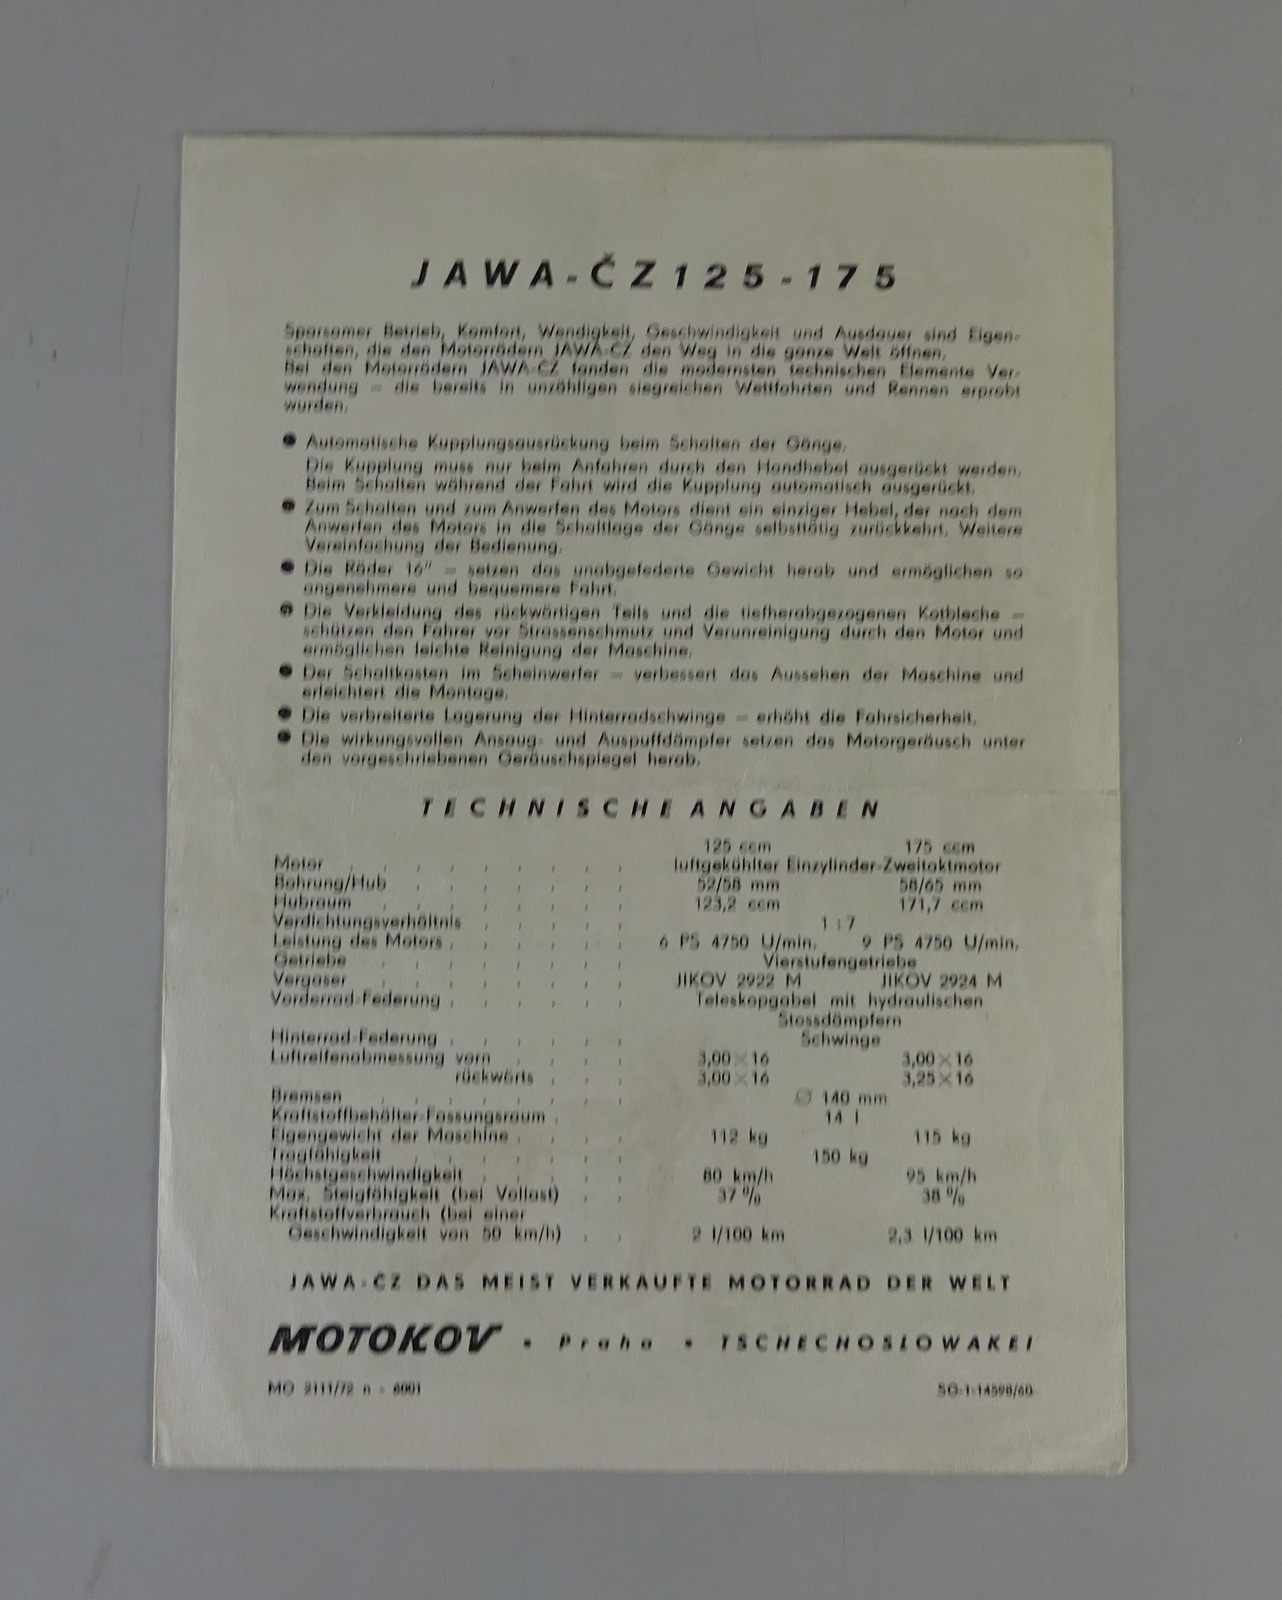 JAWA-ČZ 125-175
Sparsamer Betrieb, Komfort, Wendigkeit, Geschwindigkeit und Ausdauer sind Eigen-
schaften, die den Motorrädern JAWA-ČZ den Weg in die ganze Welt öffnen.
Bei den Motorrädern JAWA-ČZ fanden die modernsten technischen Elemente Ver-
wendung – die bereits in unzähligen siegreichen Wettfahrten und Rennen erprobt
wurden.
● Automatische Kupplungsausrückung beim Schalten der Gänge.
Die Kupplung muss nur beim Anfahren durch den Handhebel ausgerückt werden.
Beim Schalten während der Fahrt wird die Kupplung automatisch ausgerückt.
● Zum Schalten und zum Anwerfen des Motors dient ein einziger Hebel, der nach dem
Anwerfen des Motors in die Schaltlage der Gänge selbsttätig zurückkehrt. Weitere
Vereinfachung der Bedienung.
● Die Räder 16" – setzen das unabgefederte Gewicht herab und ermöglichen so
angenehmere und bequemere Fahrt.
● Die Verkleidung des rückwärtigen Teils und die tiefherabgezogenen Kotbleche –
schützen den Fahrer vor Strassenschmutz und Verunreinigung durch den Motor und
ermöglichen leichte Reinigung der Maschine.
● Der Schaltkasten im Scheinwerfer – verbessert das Aussehen der Maschine und
erleichtert die Montage.
● Die verbreiterte Lagerung der Hinterradschwinge – erhöht die Fahrsicherheit.
● Die wirkungsvollen Ansaug- und Auspuffdämpfer setzen das Motorgeräusch unter
den vorgeschriebenen Geräuschspiegel herab.
TECHNISCHE ANGABEN
125 ccm 175 ccm
Motor . . . . . . . . . luftgekühlter Einzylinder-Zweitaktmotor
Bohrung/Hub . . . . . . . 52/58 mm 58/65 mm
Hubraum . . . . . . . . 123,2 ccm 171,7 ccm
Verdichtungsverhältnis . . . . . 1 : 7
Leistung des Motors . . . . . . 6 PS 4750 U/min. 9 PS 4750 U/min.
Getriebe . . . . . . . . Vierstufengetriebe
Vergaser . . . . . . . . JIKOV 2922 M JIKOV 2924 M
Vorderrad-Federung . . . . . . Teleskopgabel mit hydraulischen
Stossdämpfern
Hinterrad-Federung . . . . . . Schwinge
Luftreifenabmessung vorn . . . . 3,00 × 16 3,00 × 16
rückwärts . . . 3,00 × 16 3,25 × 16
Bremsen . . . . . . . . Ø 140 mm
Kraftstoffbehälter-Fassungsraum . . . 14 l
Eigengewicht der Maschine . . . . 112 kg 115 kg
Tragfähigkeit . . . . . . . 150 kg
Höchstgeschwindigkeit . . . . . 80 km/h 95 km/h
Max. Steigfähigkeit (bei Vollast) . . 37 % 38 %
Kraftstoffverbrauch (bei einer
Geschwindigkeit von 50 km/h) . . 2 l/100 km 2,3 l/100 km
JAWA-ČZ DAS MEIST VERKAUFTE MOTORRAD DER WELT
MOTOKOV • Praha • TSCHECHOSLOWAKEI
MO 2111/72 n - 6001 SG-1-14598/60